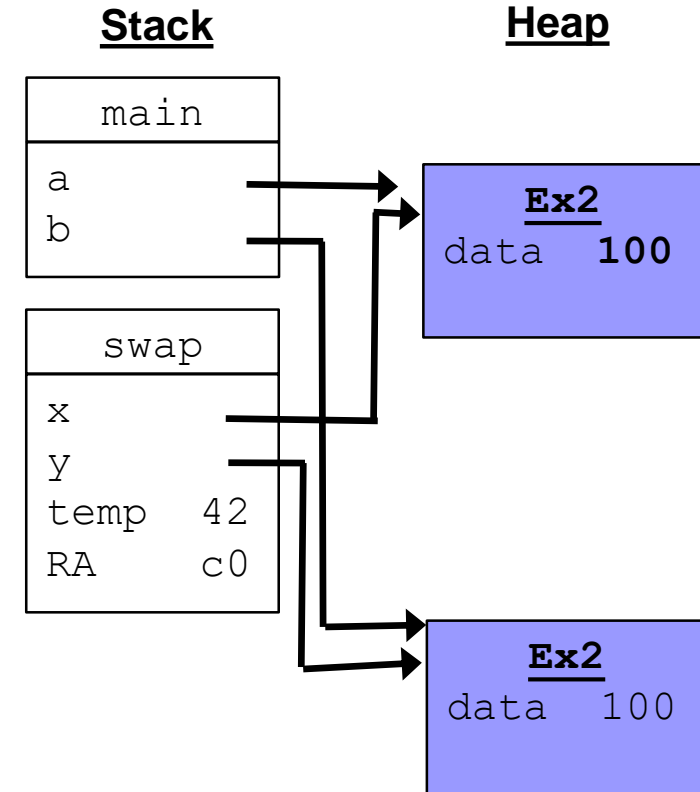 Stack
Heap
main
a
b
Ex2
data 100
swap
x
y
temp 42
RA c0
Ex2
data 100